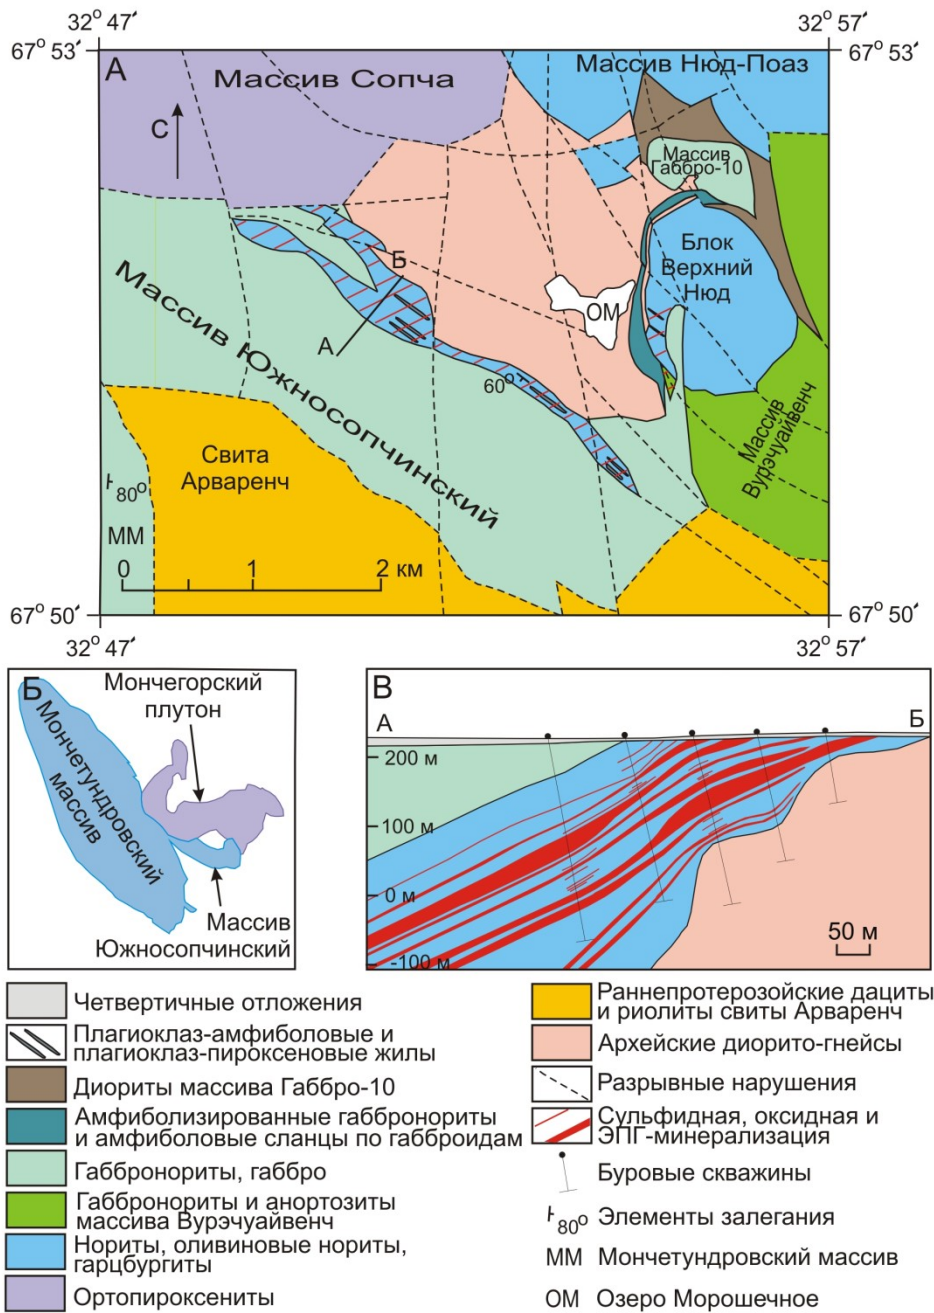 32° 47′
32° 57′
67° 53′
67° 53′
А
Массив Сопча
Массив Нюд-Поаз
С
Массив
Габбро-10
Блок
Верхний
Нюд
Б
ОМ
А
Массив Южносопчинский
60°
Массив
Вурэчуайвенч
Свита
Арваренч
80°
ММ
0 1 2 км
67° 50′
67° 50′
32° 47′
32° 57′
Б
Мончегорский
плутон
Мончетундровский
массив
Массив
Южносопчинский
В
А
Б
200 м
100 м
0 м
-100 м
50 м
Четвертичные отложения
Плагиоклаз-амфиболовые и
плагиоклаз-пироксеновые жилы
Диориты массива Габбро-10
Амфиболизированные габбронориты
и амфиболовые сланцы по габброидам
Габбронориты, габбро
Габбронориты и анортозиты
массива Вурэчуайвенч
Нориты, оливиновые нориты,
гарцбургиты
Ортопироксениты
Раннепротерозойские дациты
и риолиты свиты Арваренч
Архейские диорито-гнейсы
Разрывные нарушения
Сульфидная, оксидная и
ЭПГ-минерализация
Буровые скважины
80° Элементы залегания
ММ Мончетундровский массив
ОМ Озеро Морошечное